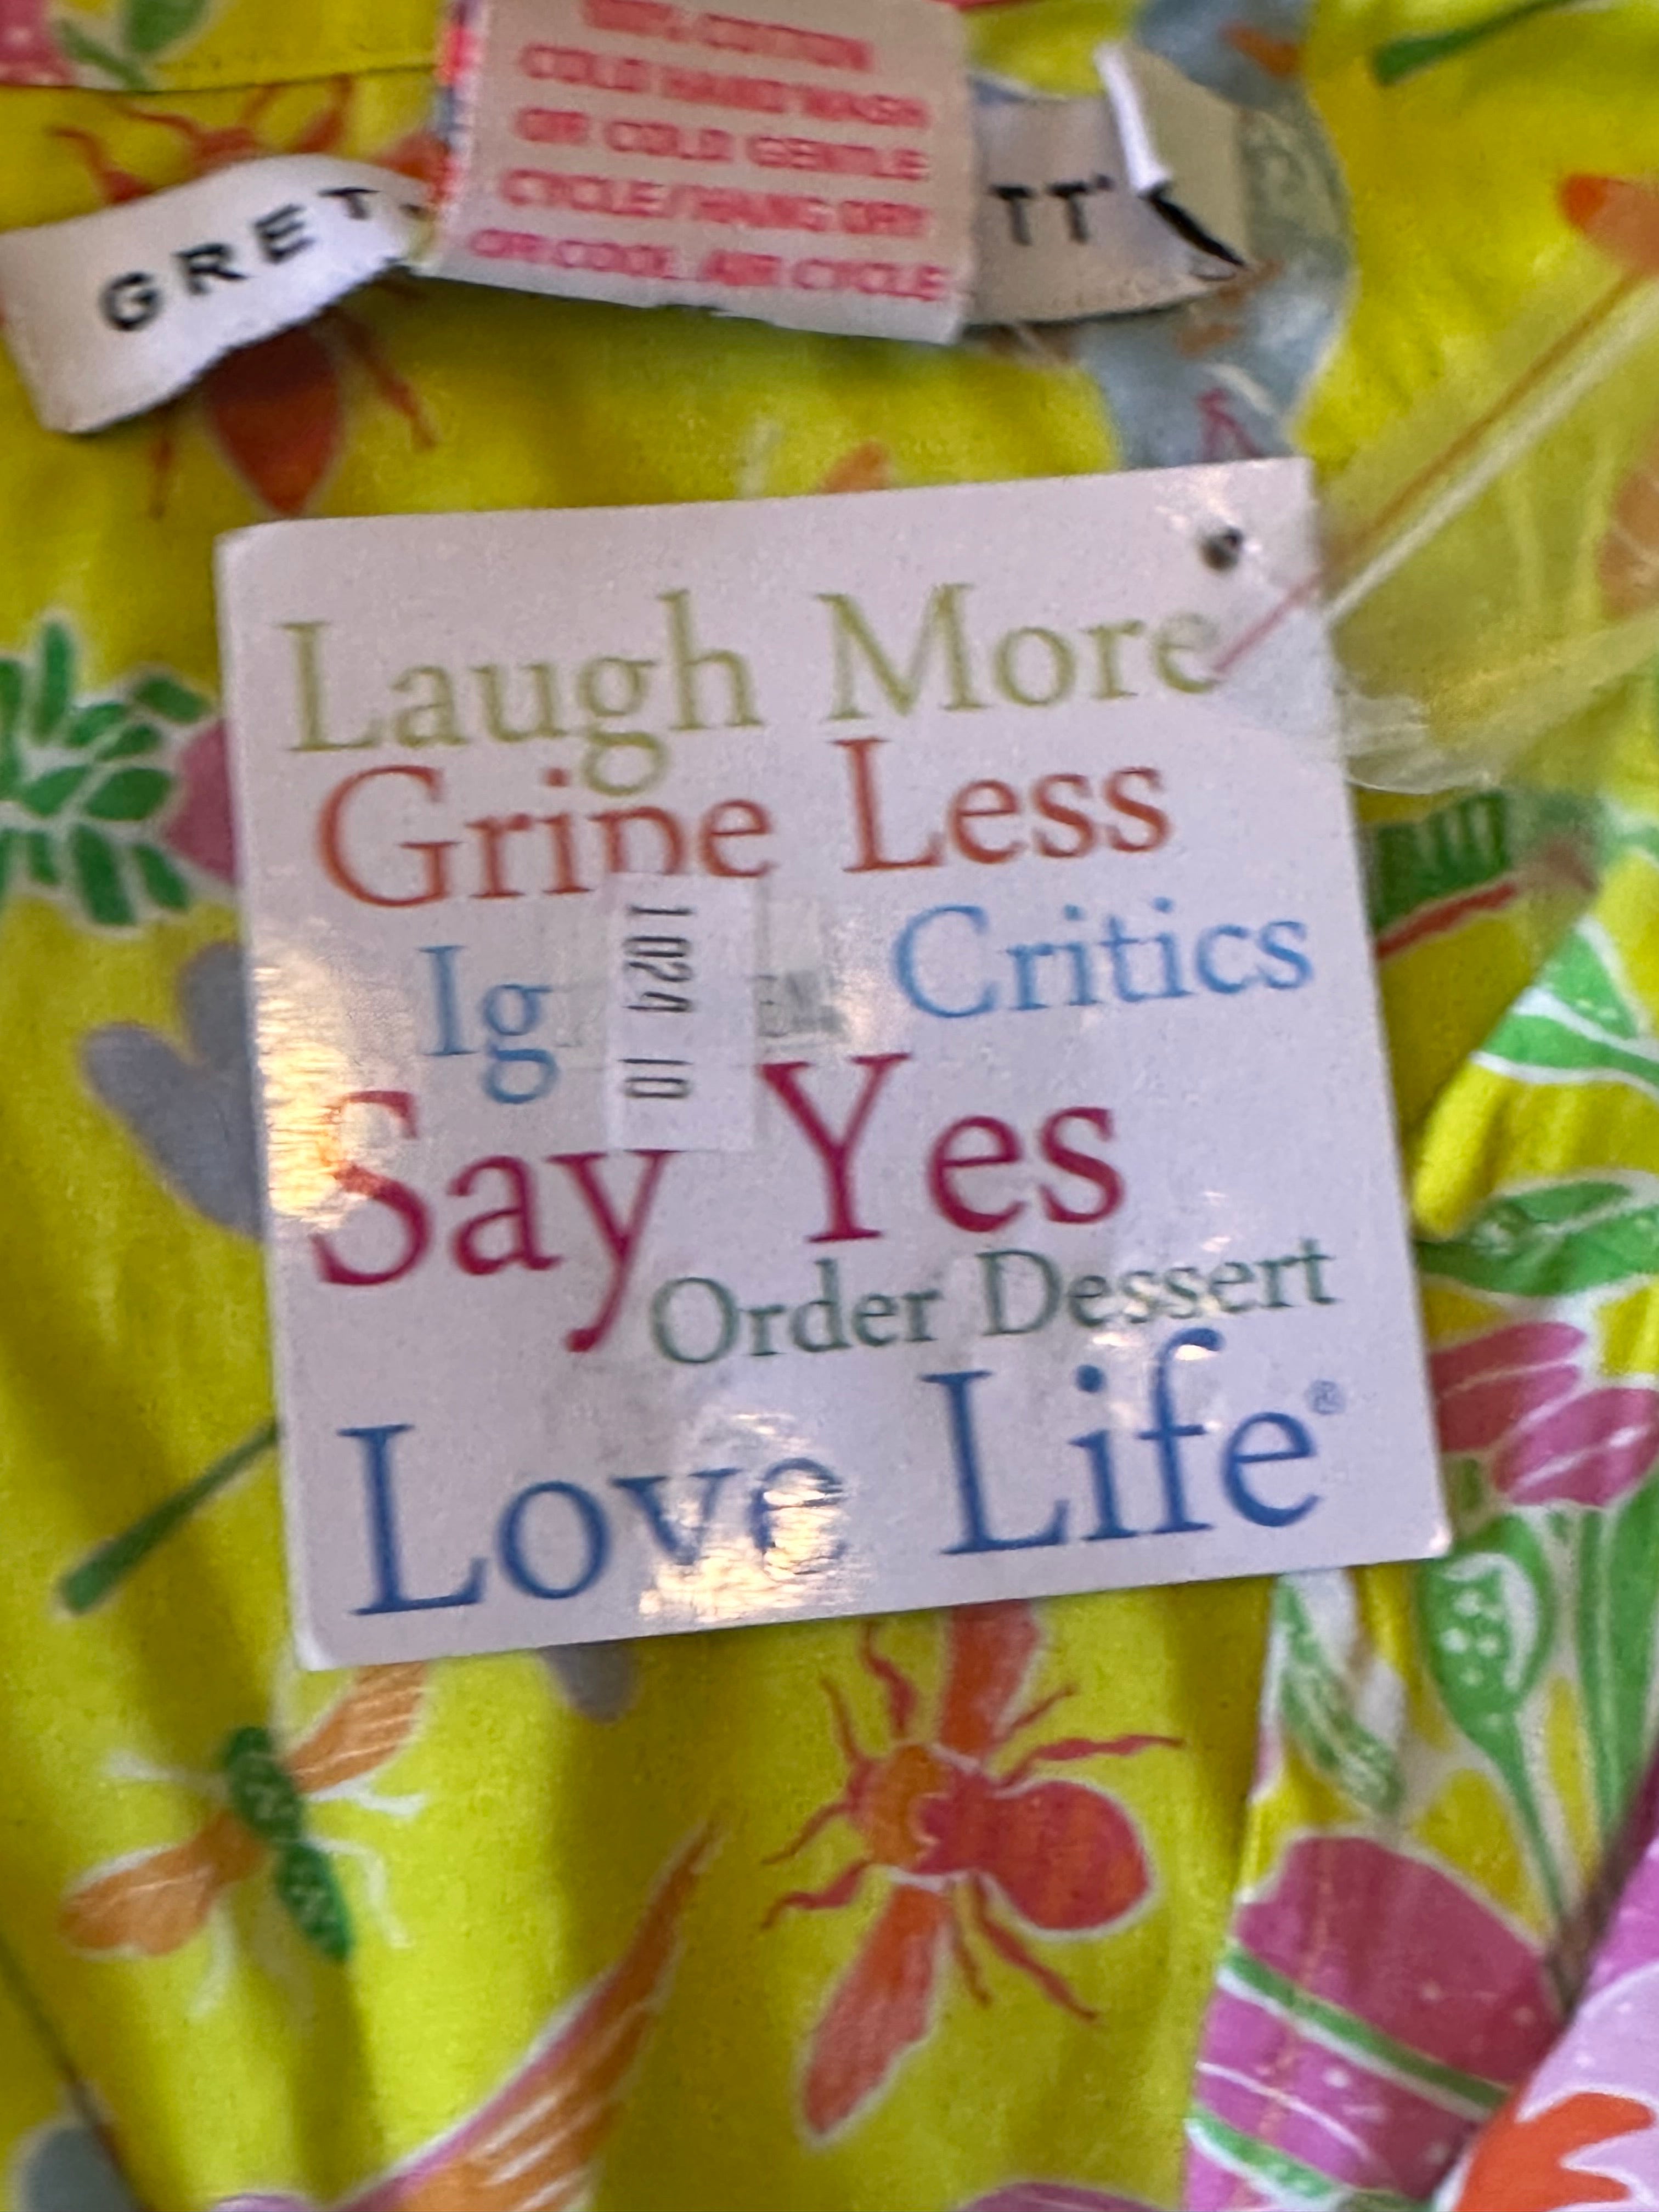 100% COTTON
COLD HAND WASH
OR COLD GENTLE
CYCLE/HANG DRY
OR COOL AIR CYCLE
GRET
TT
Laugh More
Gripe Less
Ig Critics
1024 10
Say Yes
Order Dessert
Love Life®